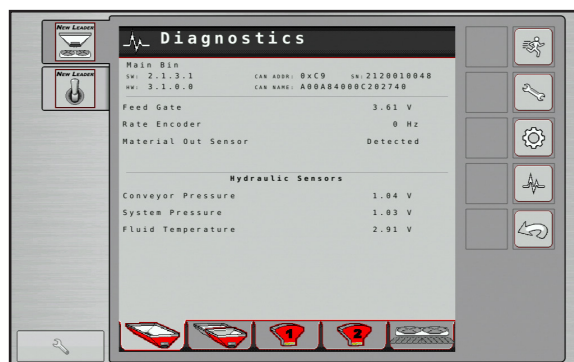 NEW LEADER
Diagnostics
Main Bin
SW: 2.1.3.1 CAN ADDR: 0xC9 SN: 2120010048
HW: 3.1.0.0 CAN NAME: A00A84000C202740
NEW LEADER
Feed Gate 3.61 V
Rate Encoder 0 Hz
Material Out Sensor Detected
Hydraulic Sensors
Conveyor Pressure 1.04 V
System Pressure 1.03 V
Fluid Temperature 2.91 V
1
2